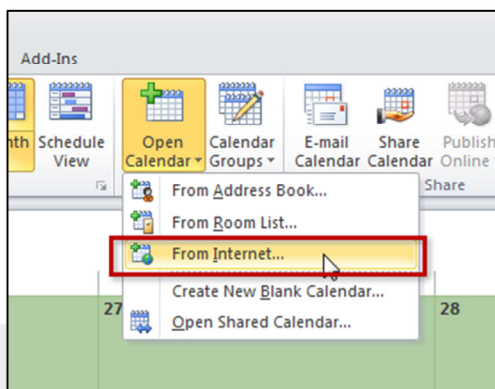 Add-Ins
Schedule View
Open Calendar
Calendar Groups
E-mail Calendar
Share Calendar
Publish Online
Share
From Address Book...
From Room List...
From Internet...
Create New Blank Calendar...
Open Shared Calendar...
27
28